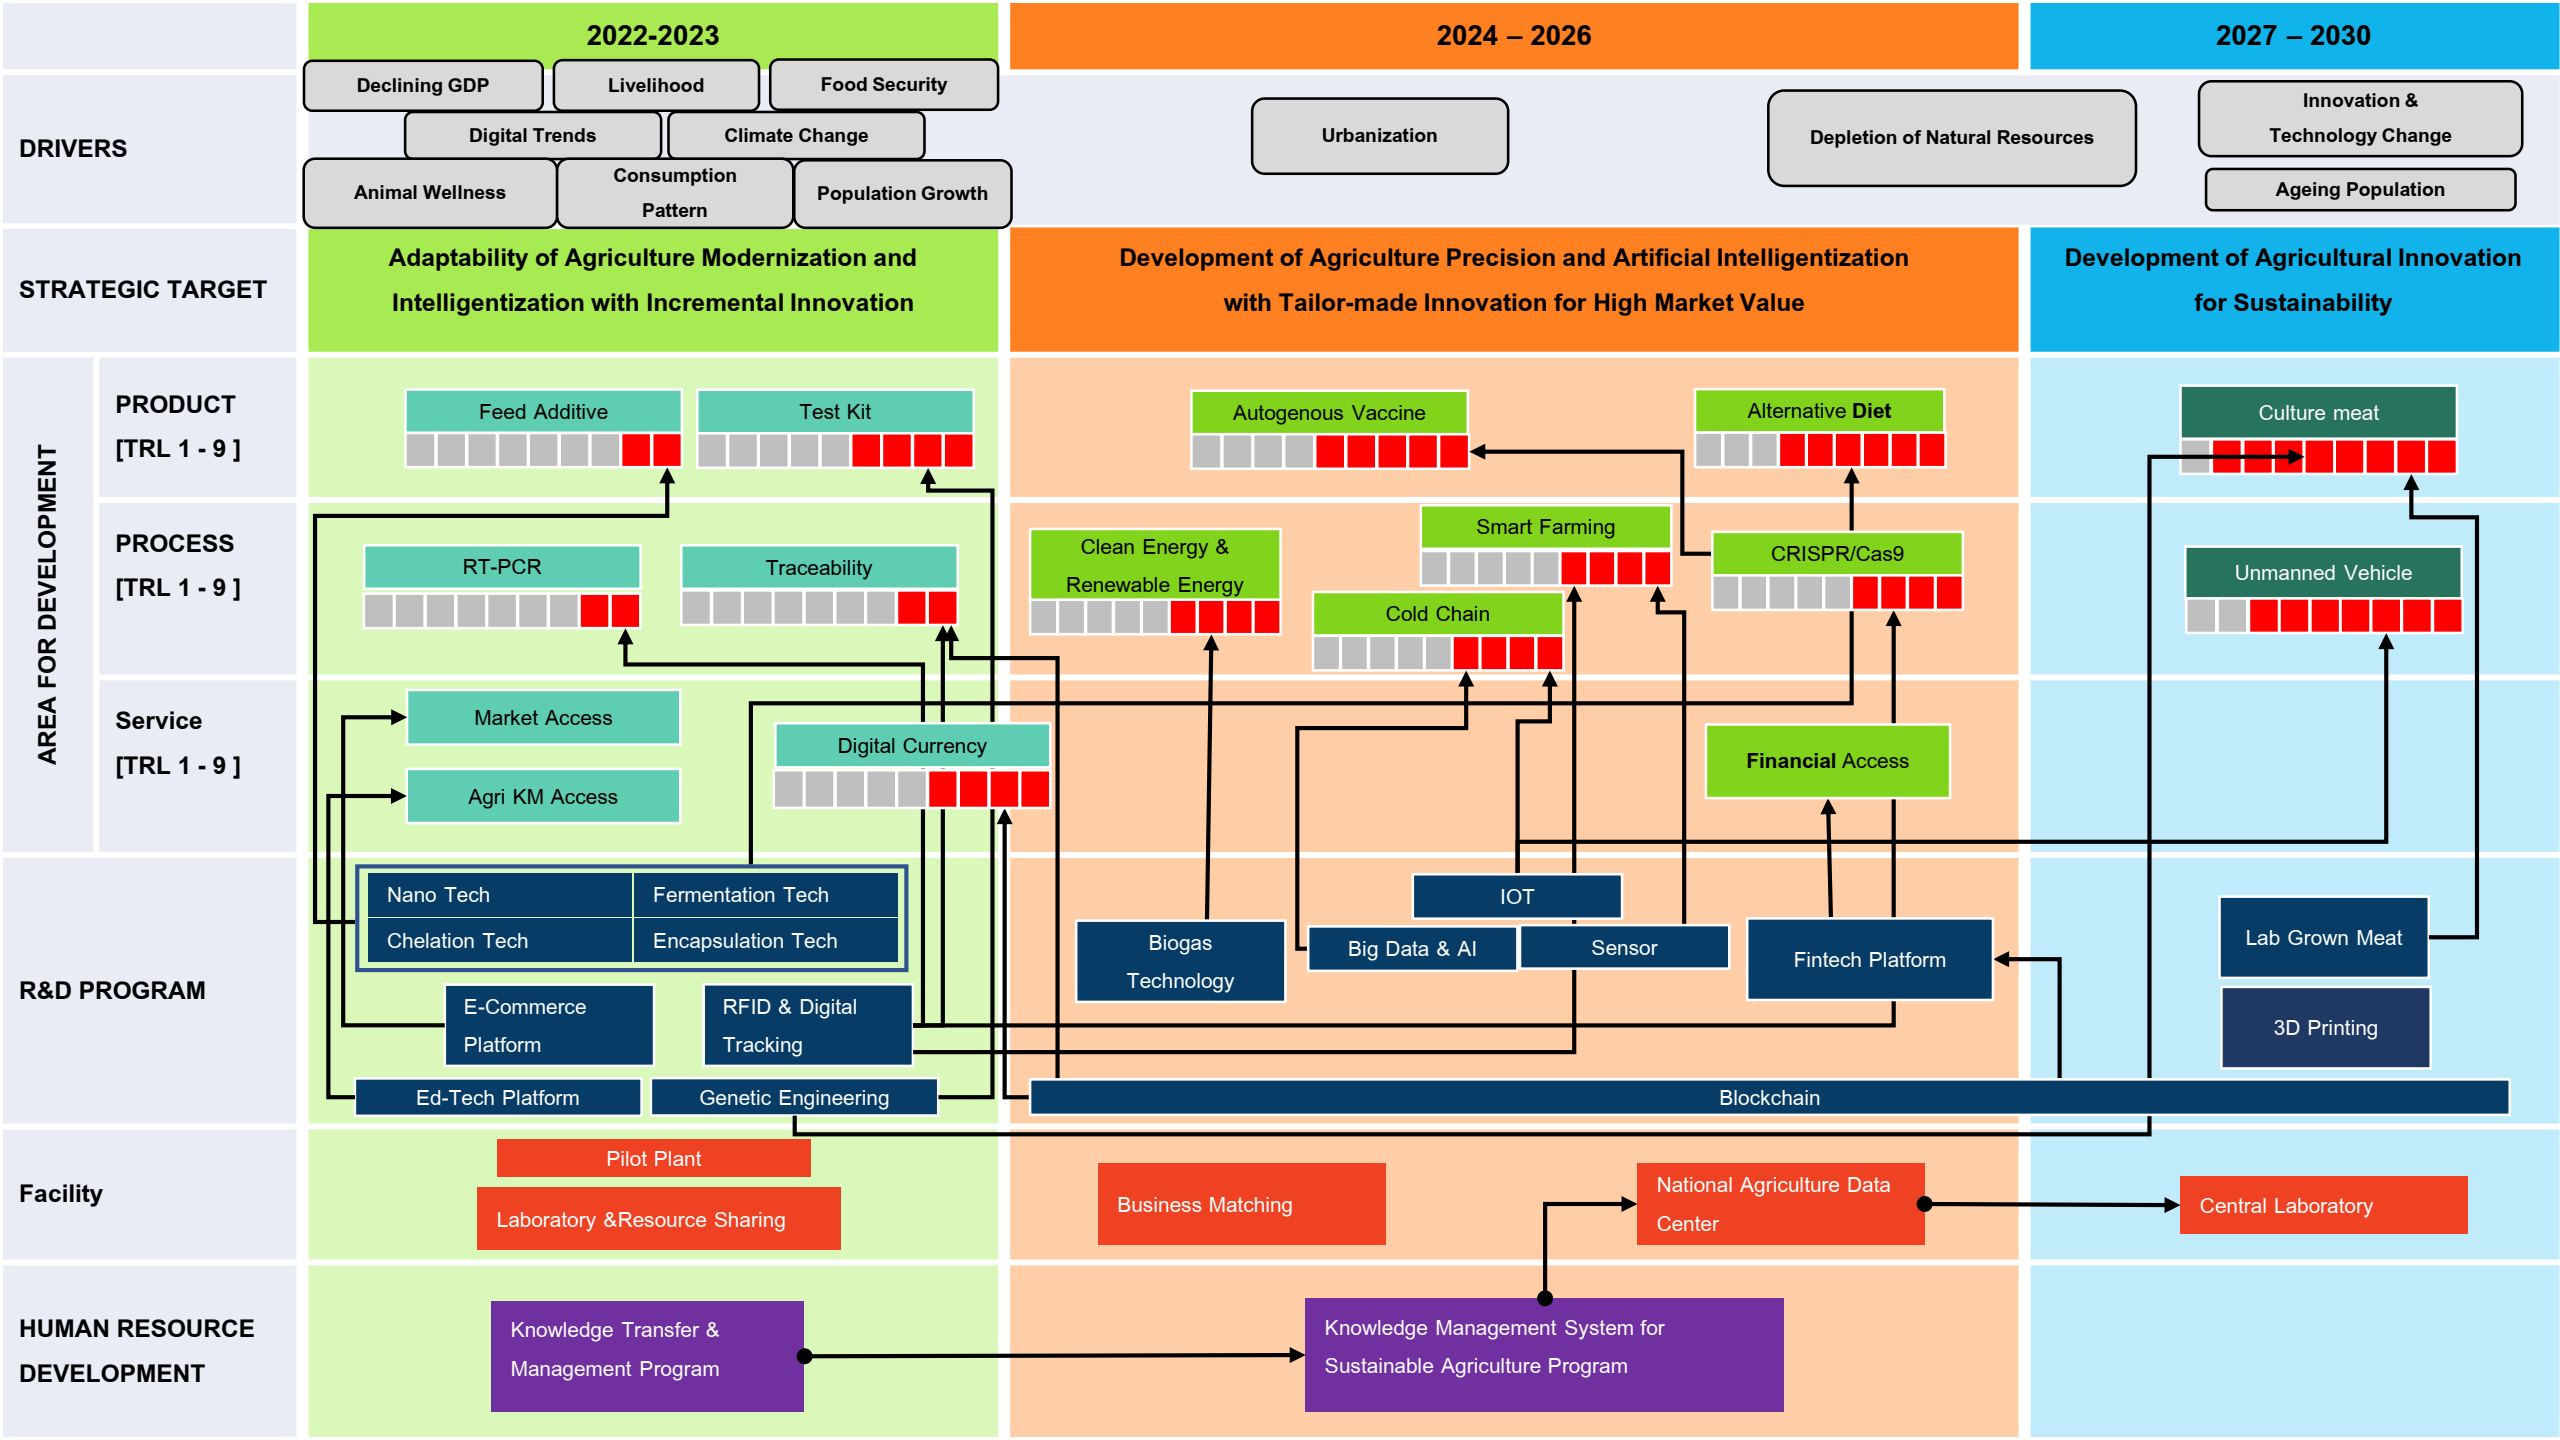 2022-2023
2024 – 2026
2027 – 2030
DRIVERS
Declining GDP
Livelihood
Food Security
Digital Trends
Climate Change
Animal Wellness
Consumption
Pattern
Population Growth
Urbanization
Depletion of Natural Resources
Innovation &
Technology Change
Ageing Population
STRATEGIC TARGET
Adaptability of Agriculture Modernization and
Intelligentization with Incremental Innovation
Development of Agriculture Precision and Artificial Intelligentization
with Tailor-made Innovation for High Market Value
Development of Agricultural Innovation
for Sustainability
AREA FOR DEVELOPMENT
PRODUCT
[TRL 1 - 9 ]
Feed Additive
Test Kit
Autogenous Vaccine
Alternative Diet
Culture meat
PROCESS
[TRL 1 - 9 ]
RT-PCR
Traceability
Clean Energy &
Renewable Energy
Smart Farming
Cold Chain
CRISPR/Cas9
Unmanned Vehicle
Service
[TRL 1 - 9 ]
Market Access
Agri KM Access
Digital Currency
Financial Access
R&D PROGRAM
Nano Tech
Fermentation Tech
Chelation Tech
Encapsulation Tech
E-Commerce
Platform
RFID & Digital
Tracking
Ed-Tech Platform
Genetic Engineering
Biogas
Technology
IOT
Big Data & AI
Sensor
Fintech Platform
Lab Grown Meat
3D Printing
Blockchain
Facility
Pilot Plant
Laboratory &Resource Sharing
Business Matching
National Agriculture Data
Center
Central Laboratory
HUMAN RESOURCE
DEVELOPMENT
Knowledge Transfer &
Management Program
Knowledge Management System for
Sustainable Agriculture Program